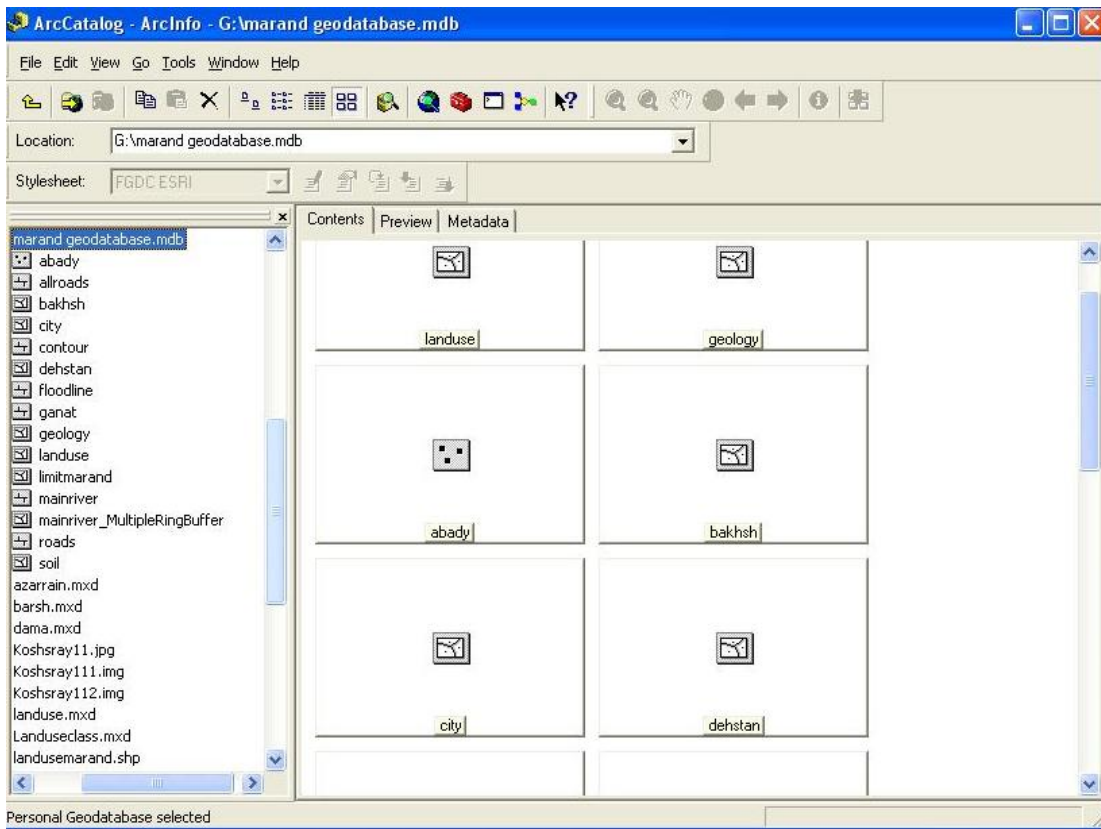 ArcCatalog - ArcInfo - G:\marand geodatabase.mdb
File Edit View Go Tools Window Help
Location: G:\marand geodatabase.mdb
Stylesheet: FGDC ESRI
Contents Preview Metadata
marand geodatabase.mdb
abady
allroads
bakhsh
city
contour
dehstan
floodline
ganat
geology
landuse
limitmarand
mainriver
mainriver_MultipleRingBuffer
roads
soil
azarrain.mxd
barsh.mxd
dama.mxd
Koshsray11.jpg
Koshsray111.img
Koshsray112.img
landuse.mxd
Landuseclass.mxd
landusemarand.shp
landuse geology
abady bakhsh
city dehstan
Personal Geodatabase selected